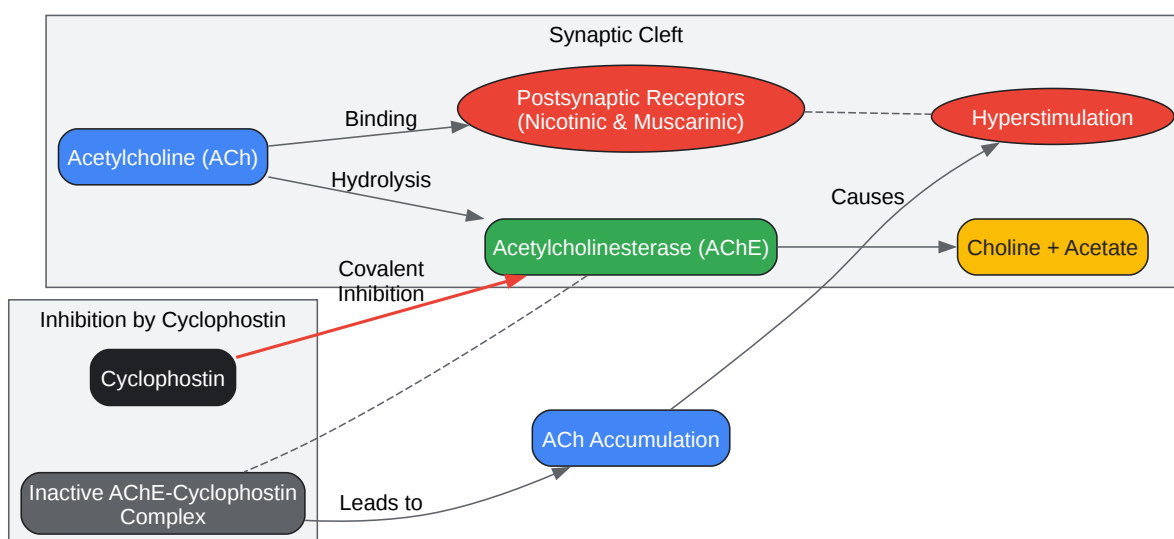 Synaptic Cleft
Postsynaptic Receptors
(Nicotinic & Muscarinic)
Hyperstimulation
Binding
Acetylcholine (ACh)
Hydrolysis
Causes
Acetylcholinesterase (AChE)
Choline + Acetate
Covalent
Inhibition
Inhibition by Cyclophostin
Cyclophostin
ACh Accumulation
Inactive AChE-Cyclophostin
Complex
Leads to